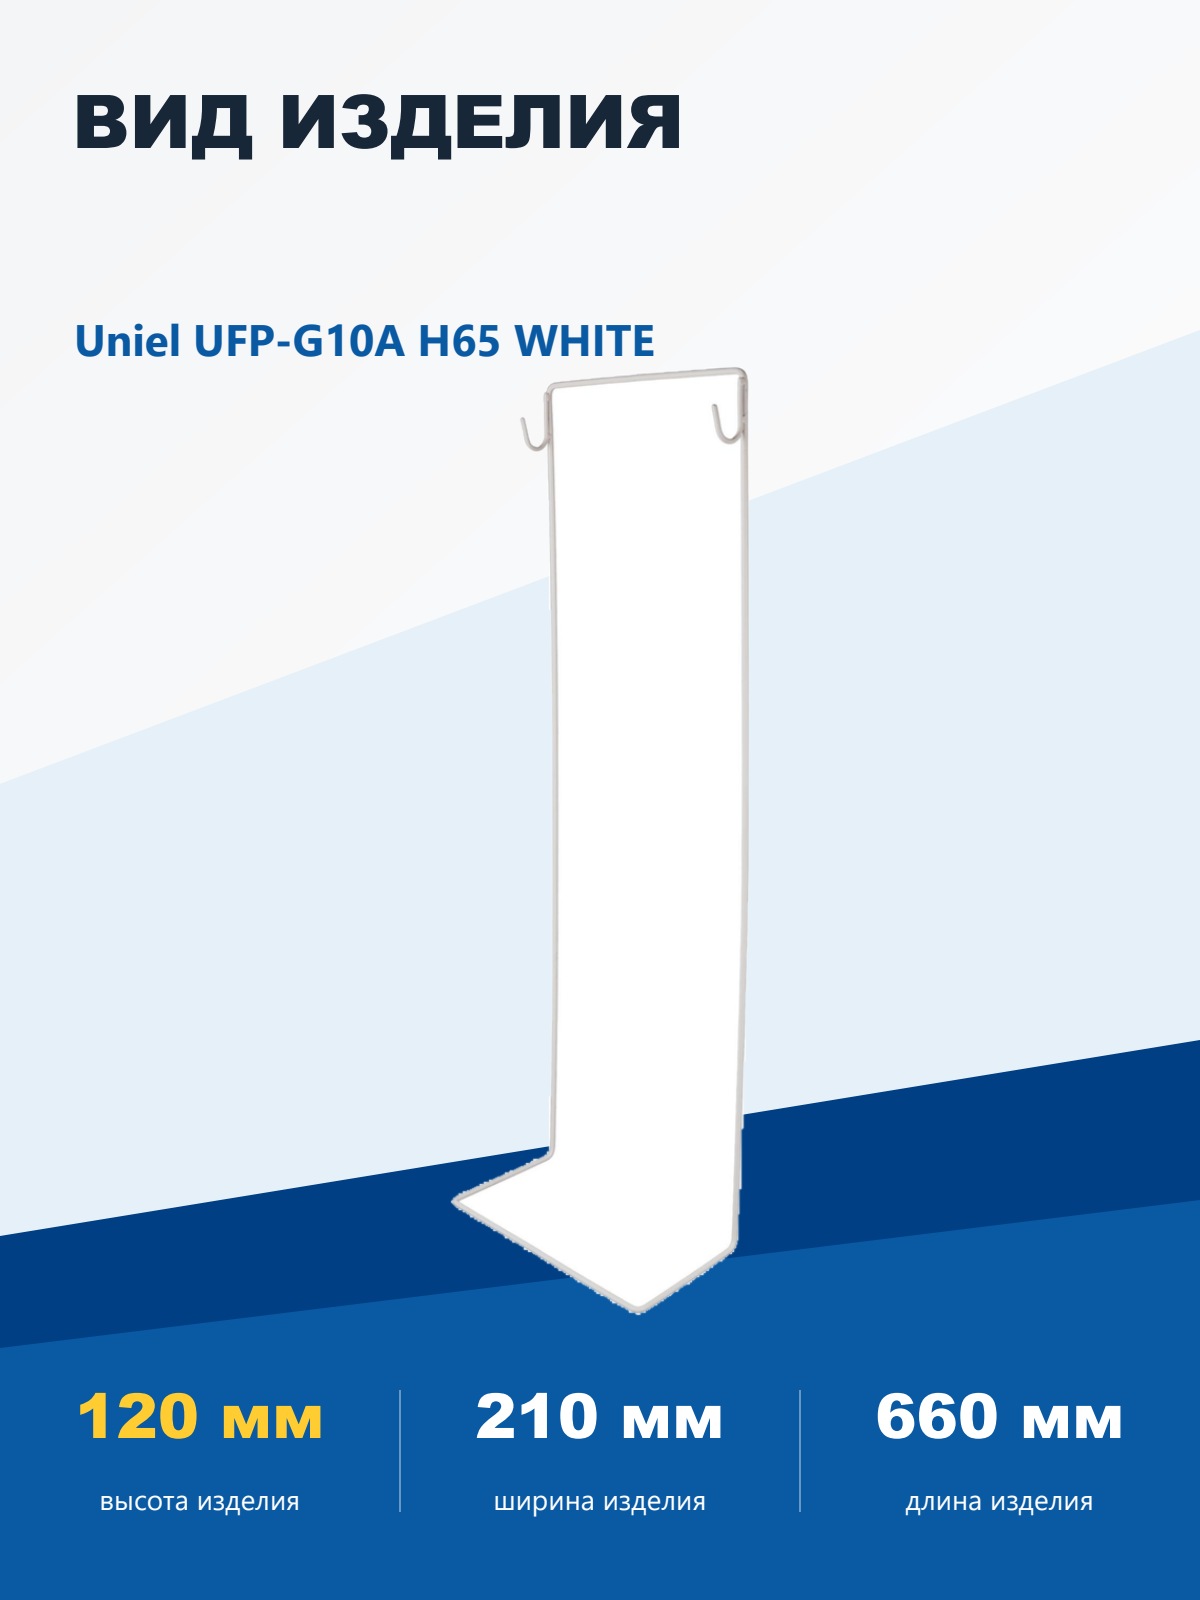 ВИД ИЗДЕЛИЯ
Uniel UFP-G10A H65 WHITE
120 мм
высота изделия
210 мм
ширина изделия
660 мм
длина изделия